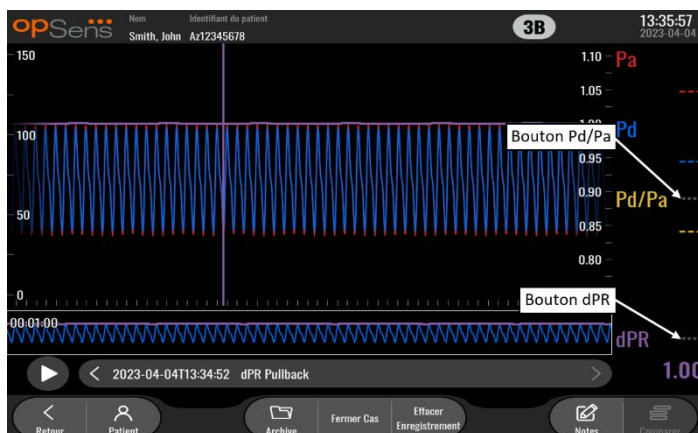 opSens
Nom Identifiant du patient
Smith, John Az12345678
3B
13:35:57
2023-04-04
150
100
50
0
1.10
1.05
1.00
0.95
0.90
0.85
0.80
Pa
Pd
Pd/Pa
Bouton Pd/Pa
Bouton dPR
00:01:00
dPR
1.00
2023-04-04T13:34:52 dPR Pullback
Retour
Patient
Archive
Fermer Cas
Effacer
Enregistrement
Notes
Comparer